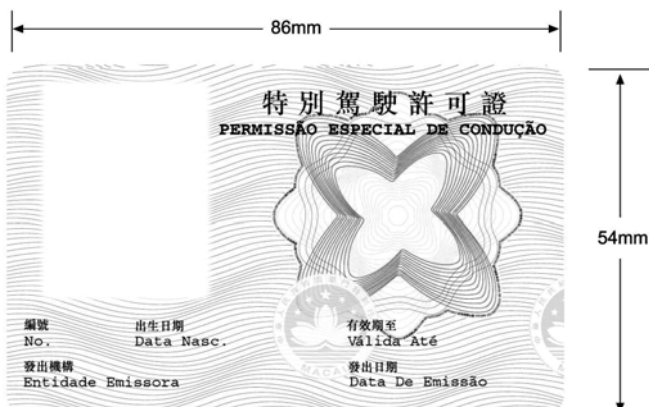 86mm
特別駕駛許可證
PERMISSÃO ESPECIAL DE CONDUÇÃO
54mm
編號 出生日期 有效期至
No. Data Nasc. Válida Até
發出機構 發出日期
Entidade Emissora Data De Emissão
MACAU